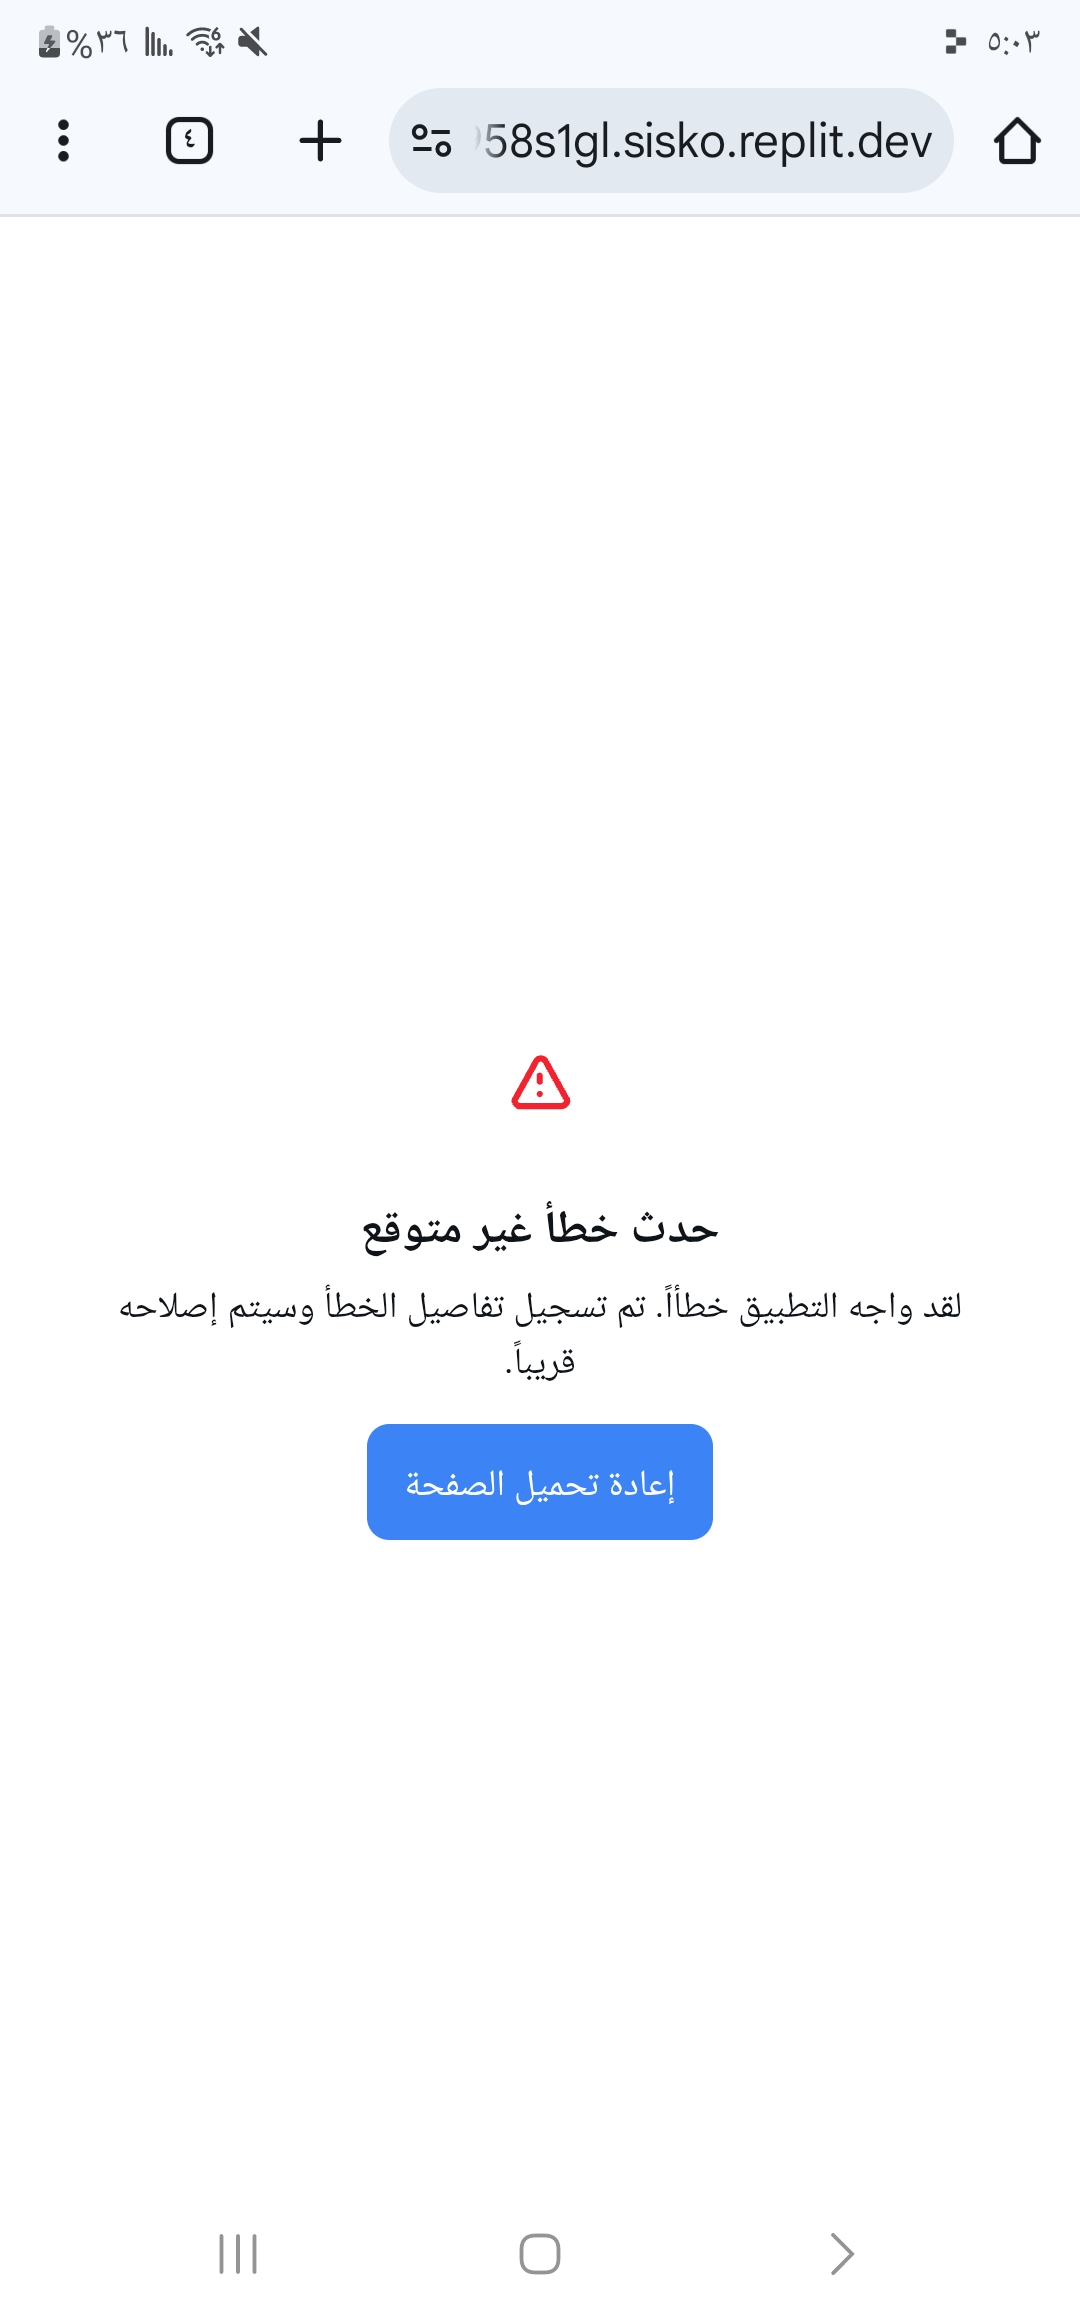 ٥:٠٣
%٣٦
58s1gl.sisko.replit.dev
٤
حدث خطأ غير متوقع
لقد واجه التطبيق خطأاً. تم تسجيل تفاصيل الخطأ وسيتم إصلاحه
قريباً.
إعادة تحميل الصفحة